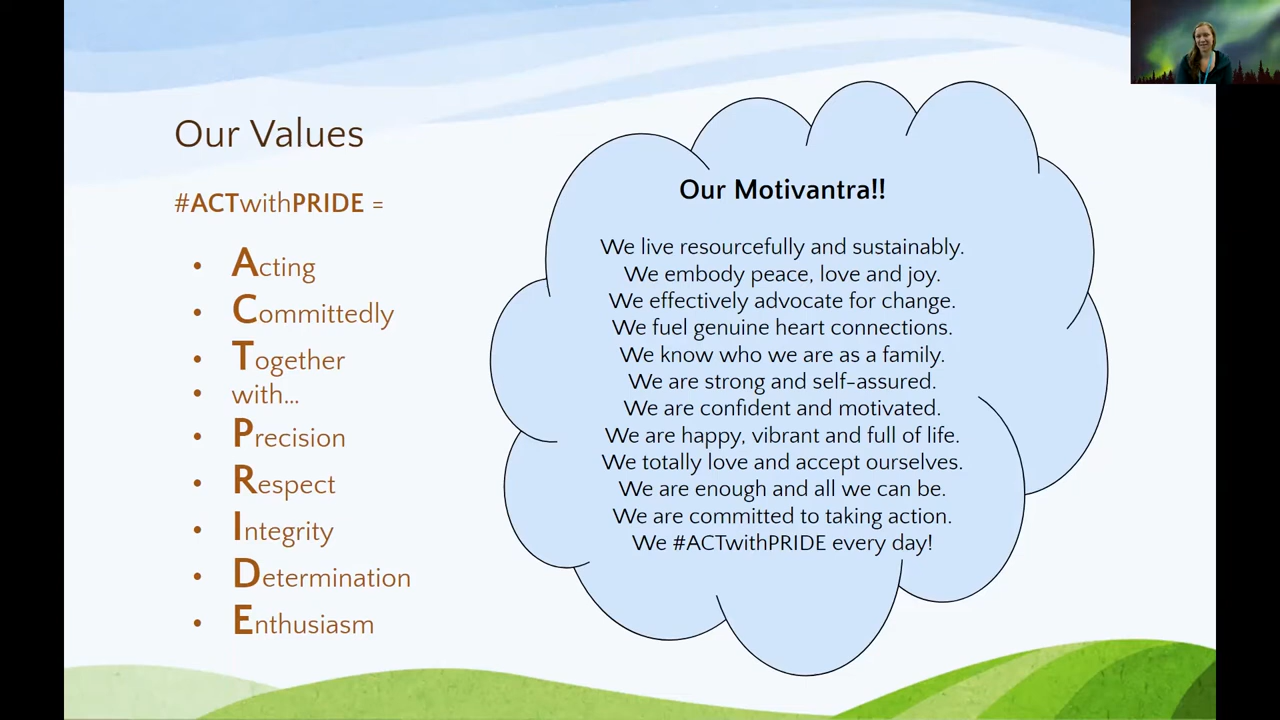 Our Values
#ACTwithPRIDE =
• Acting
• Committedly
• Together
• with...
• Precision
• Respect
• Integrity
• Determination
• Enthusiasm
Our Motivantra!!
We live resourcefully and sustainably.
We embody peace, love and joy.
We effectively advocate for change.
We fuel genuine heart connections.
We know who we are as a family.
We are strong and self-assured.
We are confident and motivated.
We are happy, vibrant and full of life.
We totally love and accept ourselves.
We are enough and all we can be.
We are committed to taking action.
We #ACTwithPRIDE every day!